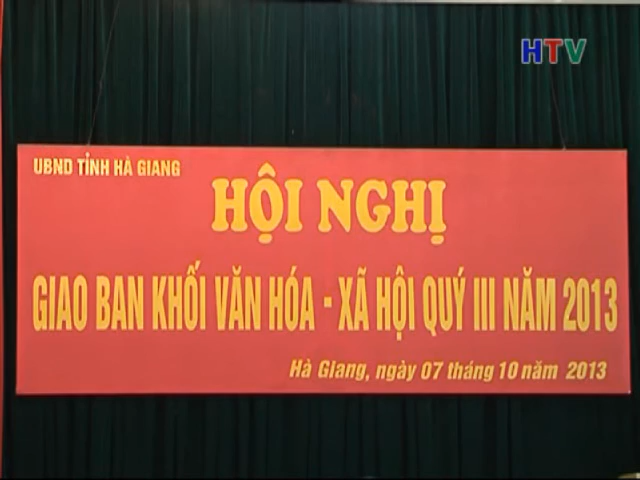 HTV
UBND TỈNH HÀ GIANG
HỘI NGHỊ
GIAO BAN KHỐI VĂN HÓA - XÃ HỘI QUÝ III NĂM 2013
Hà Giang, ngày 07 tháng 10 năm 2013